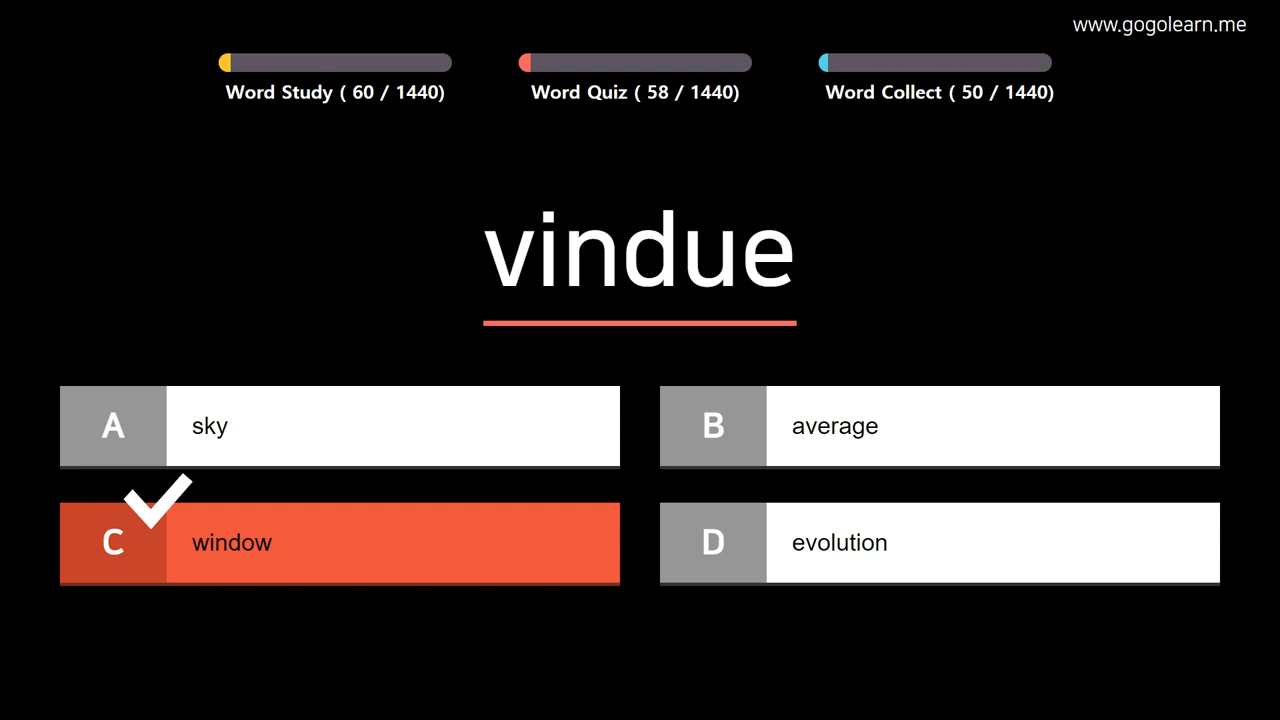 www.gogolearn.me
Word Study ( 60 / 1440)
Word Quiz ( 58 / 1440)
Word Collect ( 50 / 1440)
vindue
A sky
B average
C window
D evolution